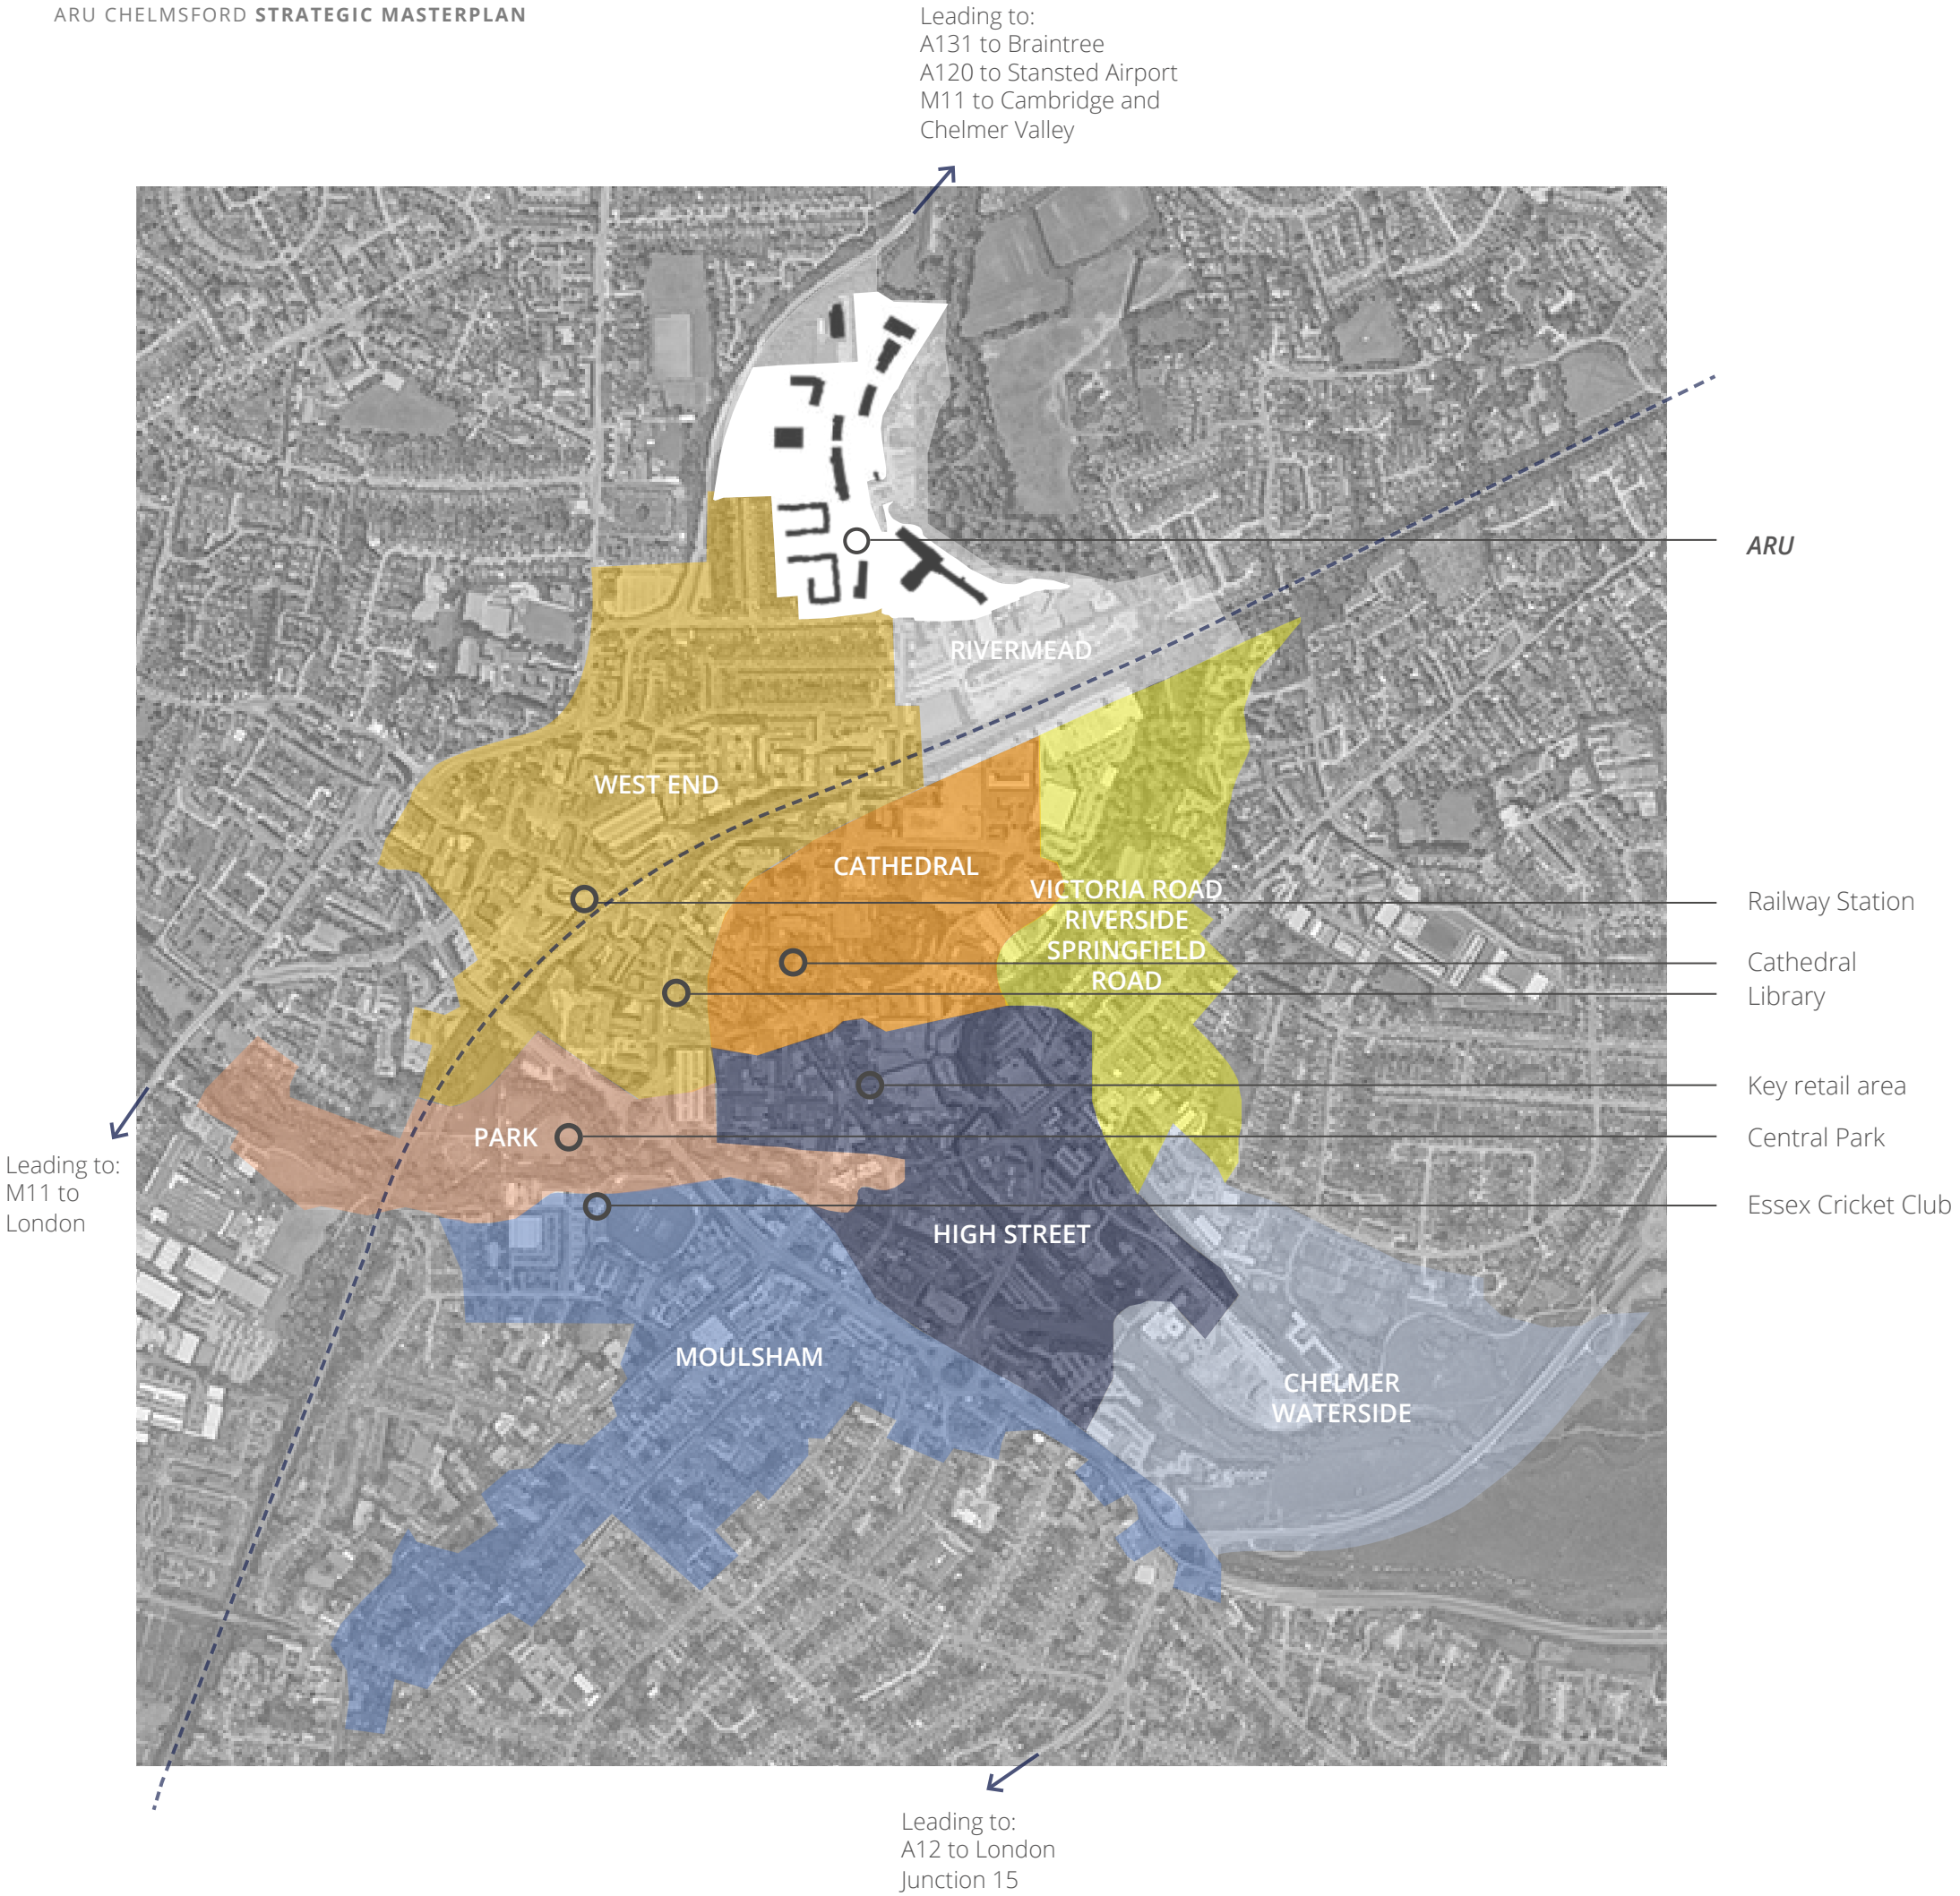 ARU CHELMSFORD STRATEGIC MASTERPLAN
Leading to:
A131 to Braintree
A120 to Stansted Airport
M11 to Cambridge and
Chelmer Valley
ARU
RIVERMEAD
WEST END
CATHEDRAL
VICTORIA ROAD
RIVERSIDE
SPRINGFIELD
ROAD
Railway Station
Cathedral
Library
Key retail area
PARK
Central Park
Leading to:
M11 to
London
Essex Cricket Club
HIGH STREET
MOULSHAM
CHELMER
WATERSIDE
Leading to:
A12 to London
Junction 15